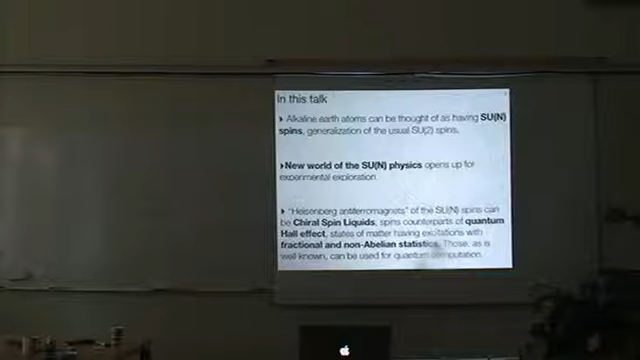 In this talk
Alkaline earth atoms can be thought of as having SU(N)
spins, generalization of the usual SU(2) spins.
New world of the SU(N) physics opens up for
experimental exploration.
"Heisenberg antiferromagnets" of the SU(N) spins can
be Chiral Spin Liquids, spins counterparts of quantum
Hall effect, states of matter having excitations with
fractional and non-Abelian statistics. Those, as is
well known, can be used for quantum computation.